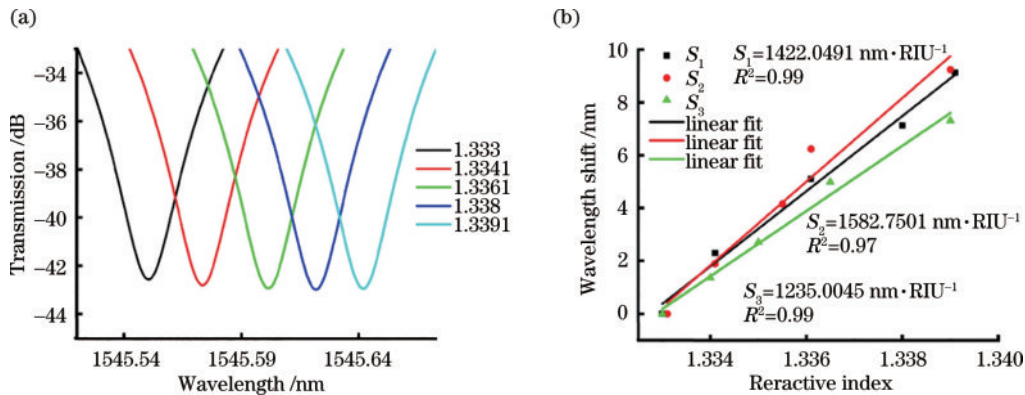 (a)
−34
−36
−38
−40
−42
−44
Transmission /dB
1545.54
1545.59
1545.64
Wavelength /nm
1.333
1.3341
1.3361
1.338
1.3391
(b)
10
8
6
4
2
0
Wavelength shift /nm
S1
S2
S3
linear fit
linear fit
linear fit
S1=1422.0491 nm·RIU−1
R2=0.99
S2=1582.7501 nm·RIU−1
R2=0.97
S3=1235.0045 nm·RIU−1
R2=0.99
1.334
1.336
1.338
1.340
Reractive index